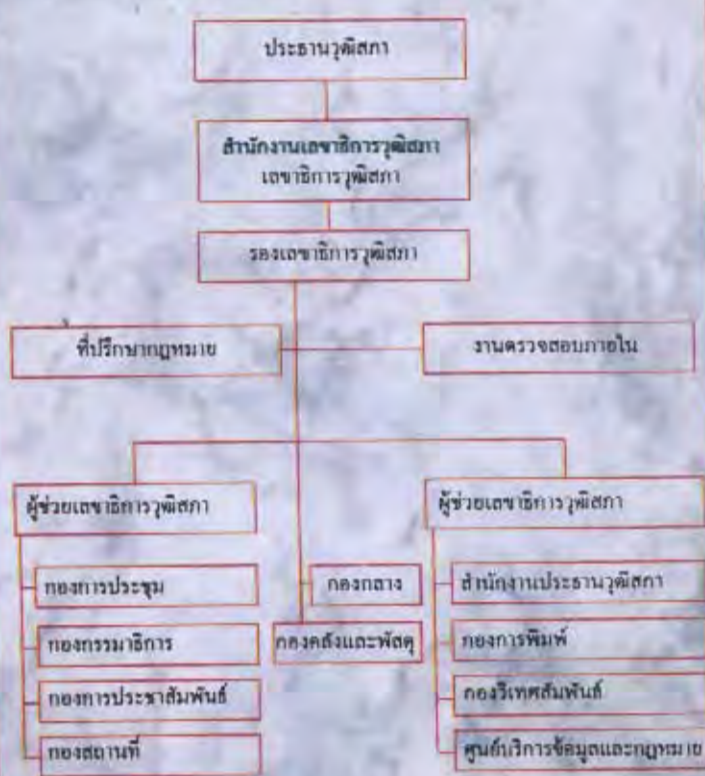 ประธานวุฒิสภา
สำนักงานเลขาธิการวุฒิสภา
เลขาธิการวุฒิสภา
รองเลขาธิการวุฒิสภา
ที่ปรึกษากฎหมาย
งานตรวจสอบภายใน
ผู้ช่วยเลขาธิการวุฒิสภา
ผู้ช่วยเลขาธิการวุฒิสภา
กองการประชุม
กองกลาง
สำนักงานประธานวุฒิสภา
กองกรรมาธิการ
กองคลังและพัสดุ
กองการพิมพ์
กองการประชาสัมพันธ์
กองวิเทศสัมพันธ์
กองสถานที่
ศูนย์บริการข้อมูลและกฎหมาย